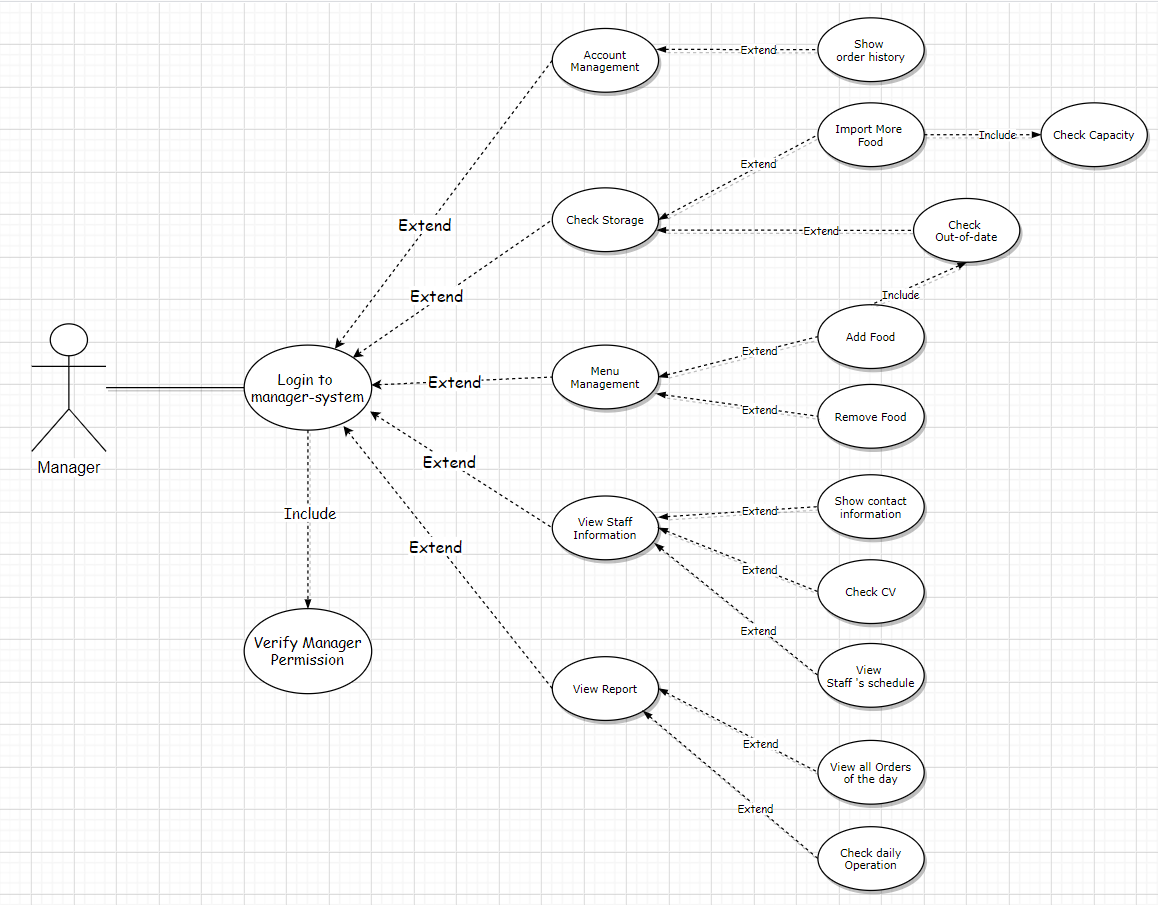 Account
Management
Extend
Show
order history
Import More
Food
Include
Check Capacity
Extend
Check Storage
Extend
Check
Out-of-date
Extend
Extend
Include
Add Food
Extend
Menu
Management
Extend
Extend
Remove Food
Login to
manager-system
Manager
Extend
View Staff
Information
Extend
Show contact
information
Include
Extend
Extend
Check CV
Extend
View
Staff 's schedule
Verify Manager
Permission
View Report
Extend
View all Orders
of the day
Extend
Check daily
Operation